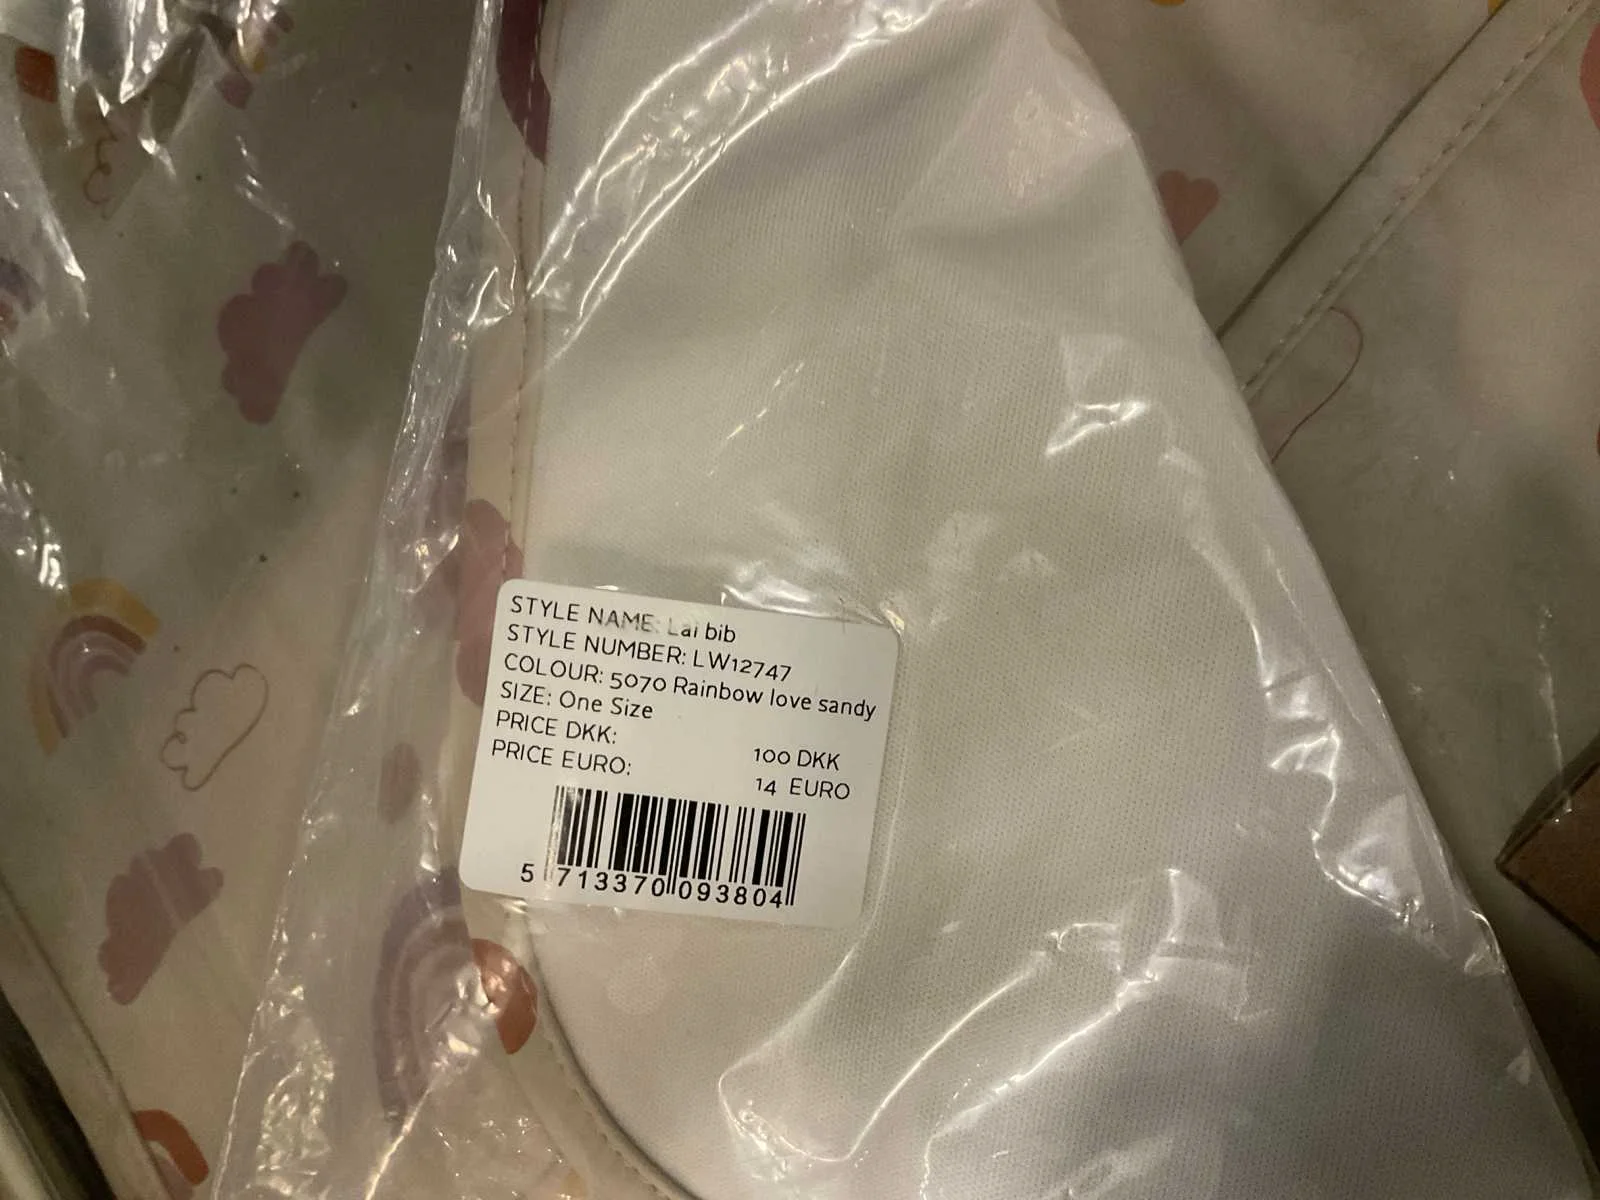 STYLE NAME: Lai bib
STYLE NUMBER: LW12747
COLOUR: 5070 Rainbow love sandy
SIZE: One Size
PRICE DKK: 100 DKK
PRICE EURO: 14 EURO
5 713370 093804